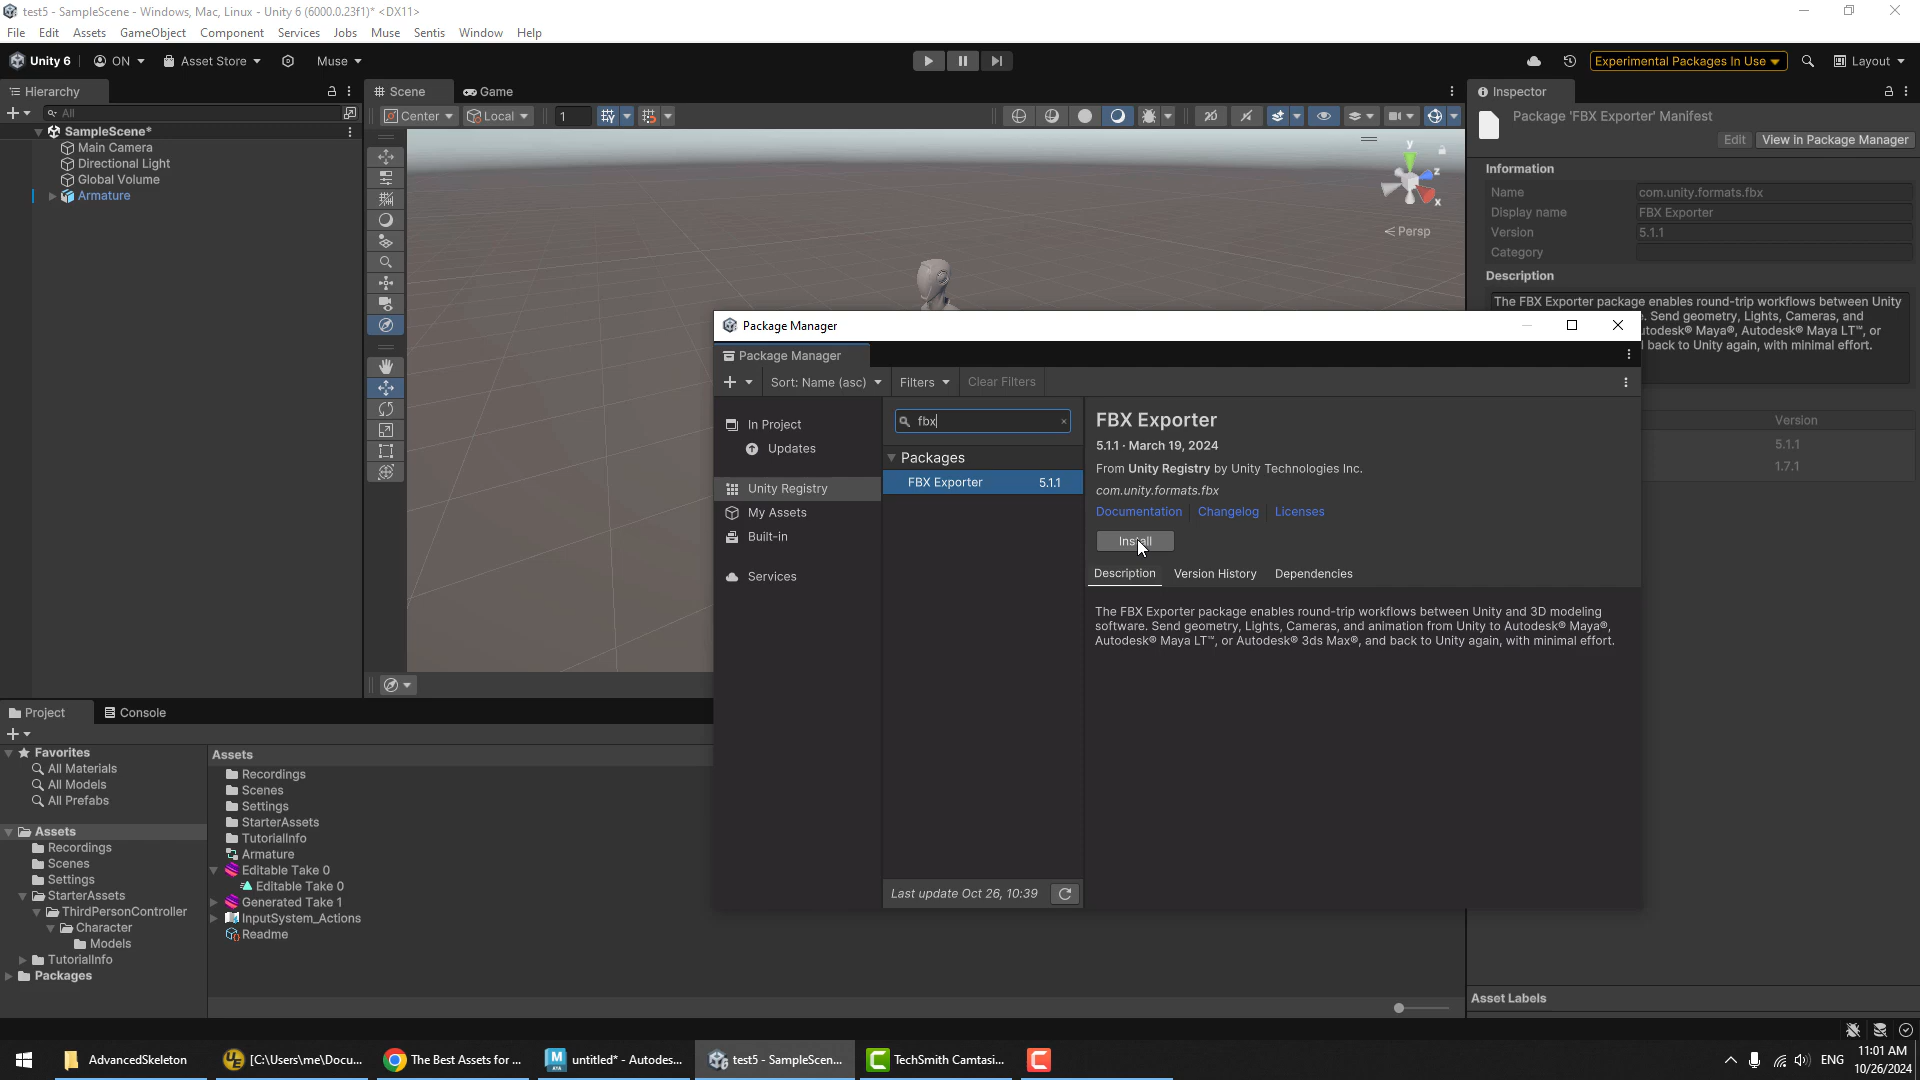 test5 - SampleScene - Windows, Mac, Linux - Unity 6 (6000.0.23f1)* <DX11>
File Edit Assets GameObject Component Services Jobs Muse Sentis Window Help
Unity 6 ON Asset Store Muse Experimental Packages In Use Layout
Hierarchy
All
SampleScene*
Main Camera
Directional Light
Global Volume
Armature
Scene Game
Center Local 1
y
z
x
Persp
Inspector
Package 'FBX Exporter' Manifest
Edit View in Package Manager
Information
Name com.unity.formats.fbx
Display name FBX Exporter
Version 5.1.1
Category
Description
The FBX Exporter package enables round-trip workflows between Unity
. Send geometry, Lights, Cameras, and
utodesk® Maya®, Autodesk® Maya LT™, or
back to Unity again, with minimal effort.
Version
5.1.1
1.7.1
Asset Labels
Package Manager
Package Manager
Sort: Name (asc) Filters Clear Filters
In Project
Updates
Unity Registry
My Assets
Built-in
Services
fbx
Packages
FBX Exporter 5.1.1
Last update Oct 26, 10:39
FBX Exporter
5.1.1 · March 19, 2024
From Unity Registry by Unity Technologies Inc.
com.unity.formats.fbx
Documentation Changelog Licenses
Install
Description Version History Dependencies
The FBX Exporter package enables round-trip workflows between Unity and 3D modeling
software. Send geometry, Lights, Cameras, and animation from Unity to Autodesk® Maya®,
Autodesk® Maya LT™, or Autodesk® 3ds Max®, and back to Unity again, with minimal effort.
Project Console
Favorites
All Materials
All Models
All Prefabs
Assets
Recordings
Scenes
Settings
StarterAssets
ThirdPersonController
Character
Models
TutorialInfo
Packages
Assets
Recordings
Scenes
Settings
StarterAssets
TutorialInfo
Armature
Editable Take 0
Editable Take 0
Generated Take 1
InputSystem_Actions
Readme
AdvancedSkeleton
[C:\Users\me\Docu...
The Best Assets for ...
untitled* - Autodes...
test5 - SampleScen...
TechSmith Camtasi...
ENG
11:01 AM
10/26/2024